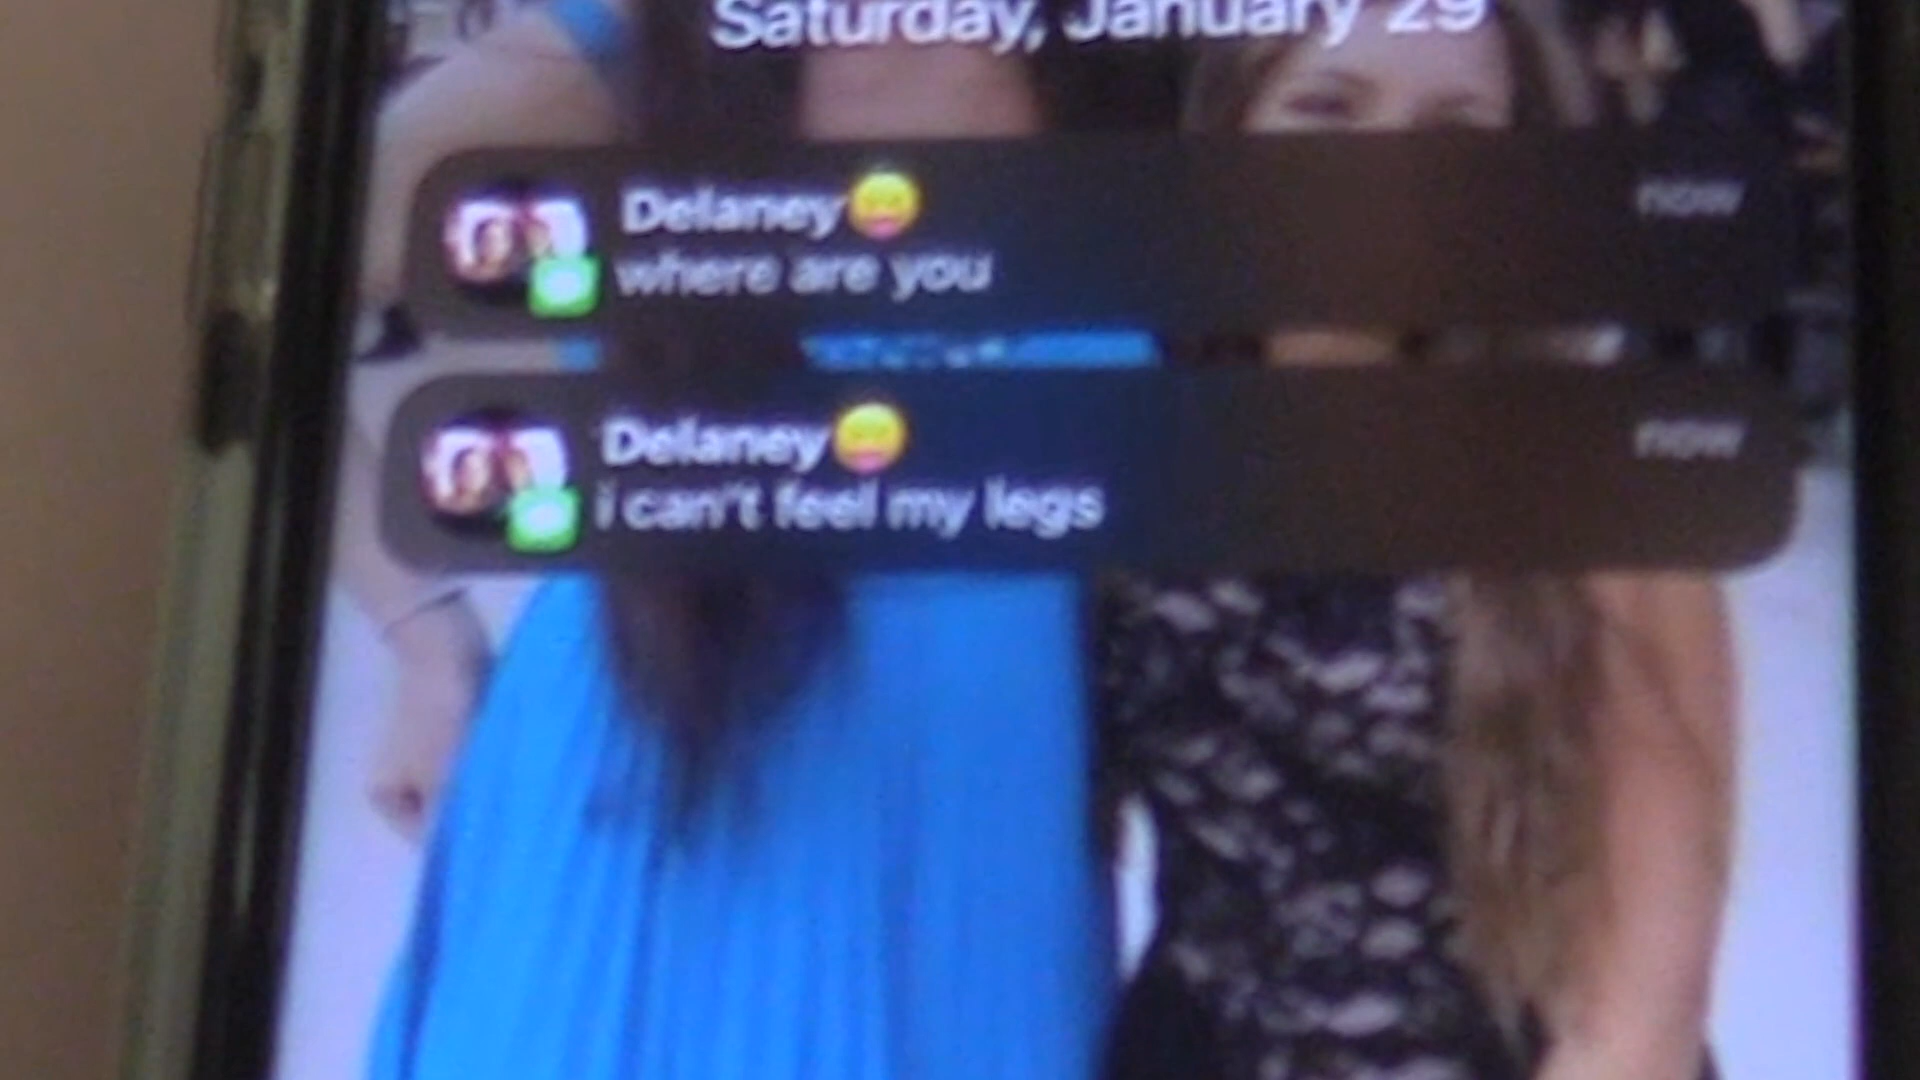 Saturday, January 29
Delaney😛
now
where are you
Delaney😛
now
i can't feel my legs